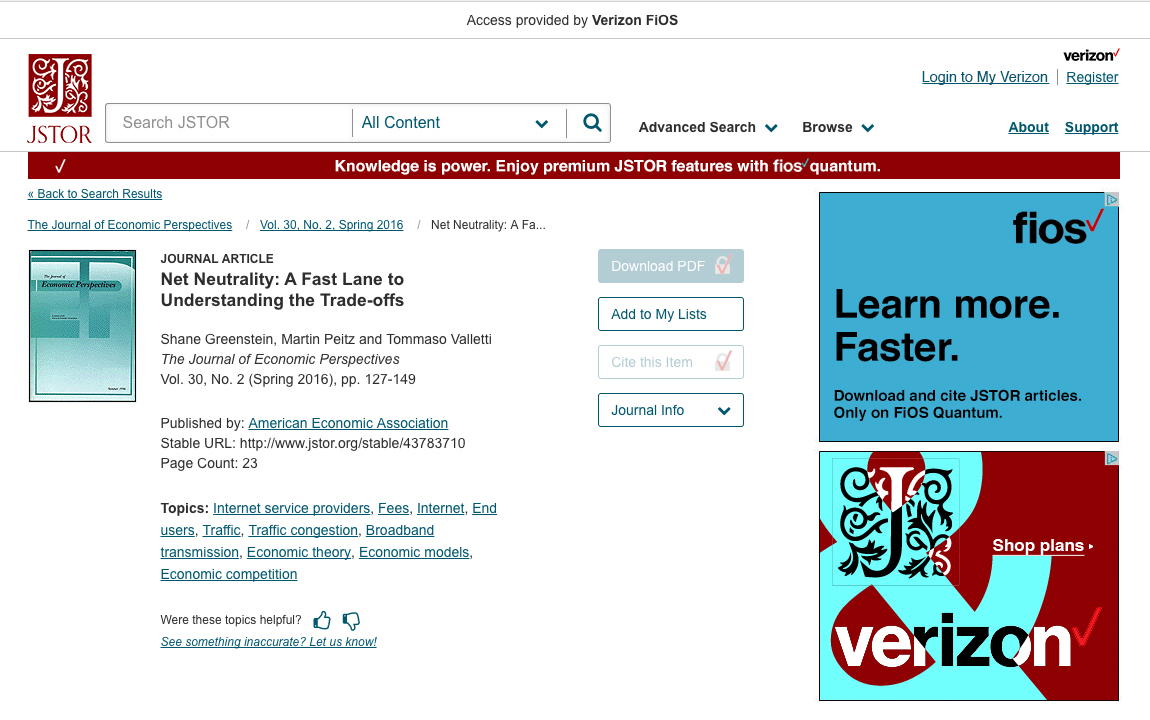 Access provided by Verizon FiOS
verizon✓
Login to My Verizon Register
JSTOR
Search JSTOR All Content
Advanced Search Browse
About Support
Knowledge is power. Enjoy premium JSTOR features with fios✓quantum.
« Back to Search Results
The Journal of Economic Perspectives / Vol. 30, No. 2, Spring 2016 / Net Neutrality: A Fa...
The Journal of
Economic Perspectives
JOURNAL ARTICLE
Net Neutrality: A Fast Lane to
Understanding the Trade-offs
Shane Greenstein, Martin Peitz and Tommaso Valletti
The Journal of Economic Perspectives
Vol. 30, No. 2 (Spring 2016), pp. 127-149
Published by: American Economic Association
Stable URL: http://www.jstor.org/stable/43783710
Page Count: 23
Topics: Internet service providers, Fees, Internet, End
users, Traffic, Traffic congestion, Broadband
transmission, Economic theory, Economic models,
Economic competition
Were these topics helpful?
See something inaccurate? Let us know!
Download PDF
Add to My Lists
Cite this Item
Journal Info
fios✓
Learn more.
Faster.
Download and cite JSTOR articles.
Only on FiOS Quantum.
J
Shop plans
verizon✓